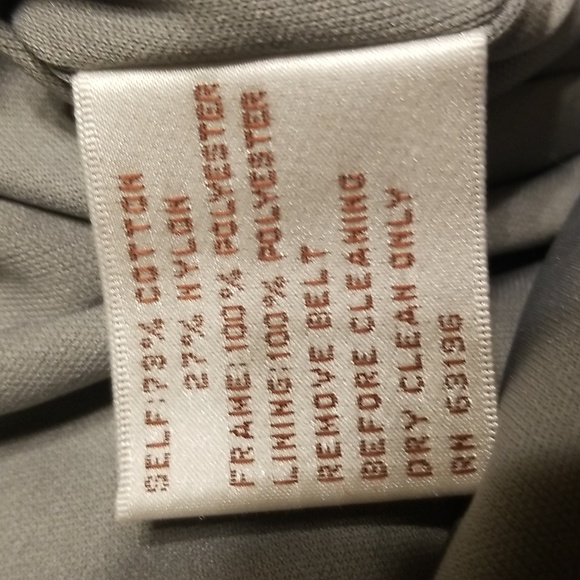 SELF:73% COTTON
27% NYLON
FRAME:100% POLYESTER
LINING:100% POLYESTER
REMOVE BELT
BEFORE CLEANING
DRY CLEAN ONLY
RN 63196